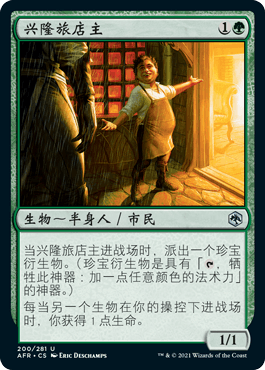 兴隆旅店主 1
生物～半身人／市民
当兴隆旅店主进战场时，派出一个珍宝
衍生物。（珍宝衍生物是具有「，牺
牲此神器：加一点任意颜色的法术力」
的神器。）
每当另一个生物在你的操控下进战场
时，你获得1点生命。
1/1
200/281 U
AFR • CS ERIC DESCHAMPS
™ & © 2021 Wizards of the Coast